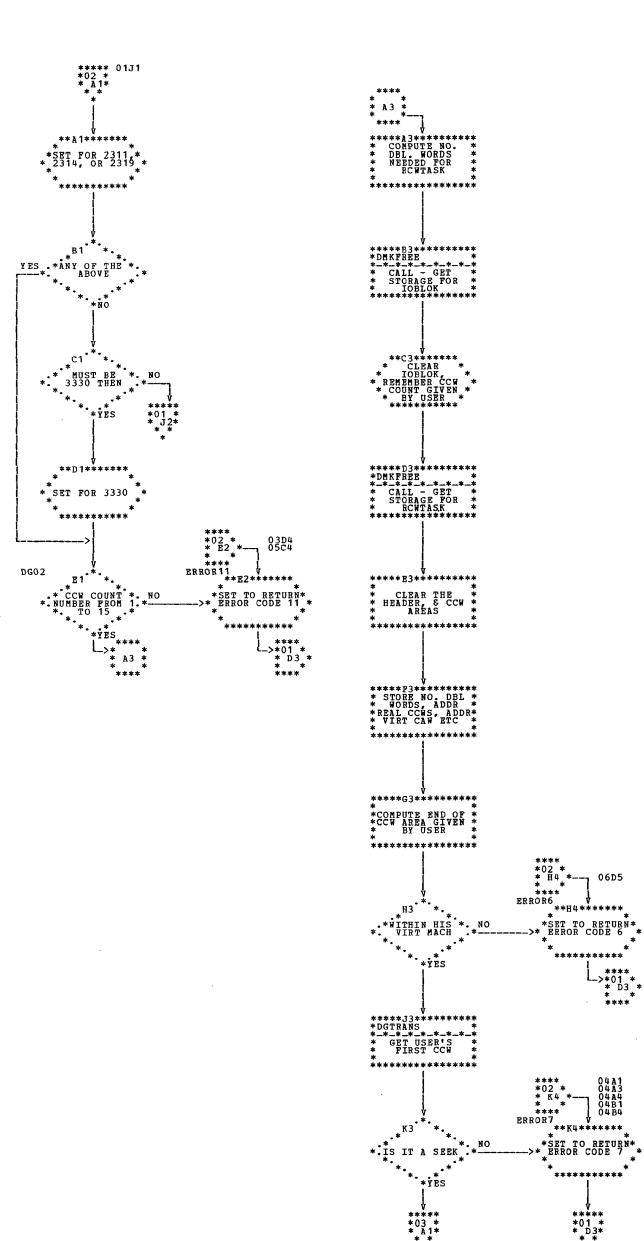 01J1
02
A1
A1
SET FOR 2311,
2314, OR 2319
B1
YES
ANY OF THE
ABOVE
NO
C1
MUST BE
3330 THEN
NO
01
J2
YES
D1
SET FOR 3330
02
E2
03D4
05C4
DG02
E1
CCW COUNT
NUMBER FROM 1
TO 15
NO
ERROR11
E2
SET TO RETURN
ERROR CODE 11
YES
A3
01
D3
A3
A3
COMPUTE NO.
DBL. WORDS
NEEDED FOR
RCWTASK
B3
DMKFREE
CALL - GET
STORAGE FOR
IOBLOK
C3
CLEAR
IOBLOK,
REMEMBER CCW
COUNT GIVEN
BY USER
D3
DMKFREE
CALL - GET
STORAGE FOR
RCWTASK
E3
CLEAR THE
HEADER, & CCW
AREAS
F3
STORE NO. DBL
WORDS, ADDR
REAL CCWS, ADDR
VIRT CAW ETC
G3
COMPUTE END OF
CCW AREA GIVEN
BY USER
02
H4
06D5
H3
WITHIN HIS
VIRT MACH
NO
ERROR6
H4
SET TO RETURN
ERROR CODE 6
YES
01
D3
J3
DGTRANS
GET USER'S
FIRST CCW
02
K4
04A1
04A3
04A4
04B1
04B4
K3
IS IT A SEEK
NO
ERROR7
K4
SET TO RETURN
ERROR CODE 7
YES
03
A1
01
D3